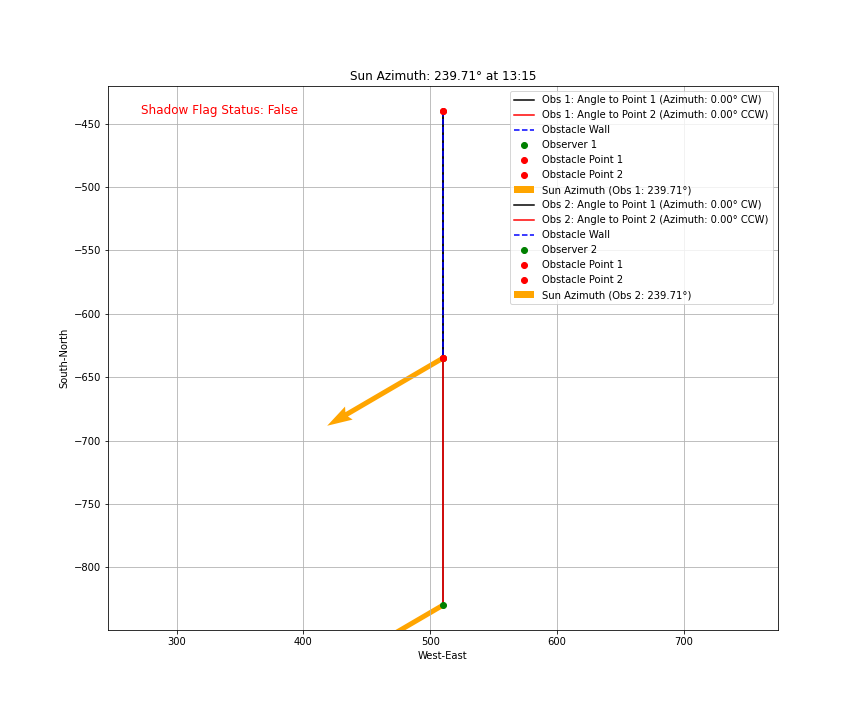 Sun Azimuth: 239.71° at 13:15
Shadow Flag Status: False
Obs 1: Angle to Point 1 (Azimuth: 0.00° CW)
Obs 1: Angle to Point 2 (Azimuth: 0.00° CCW)
Obstacle Wall
Observer 1
Obstacle Point 1
Obstacle Point 2
Sun Azimuth (Obs 1: 239.71°)
Obs 2: Angle to Point 1 (Azimuth: 0.00° CW)
Obs 2: Angle to Point 2 (Azimuth: 0.00° CCW)
Obstacle Wall
Observer 2
Obstacle Point 1
Obstacle Point 2
Sun Azimuth (Obs 2: 239.71°)
−450
−500
−550
−600
−650
−700
−750
−800
South-North
300 400 500 600 700
West-East